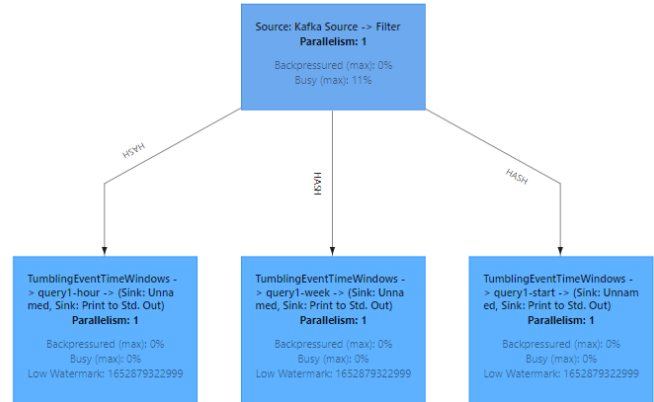 Source: Kafka Source -> Filter
Parallelism: 1
Backpressured (max): 0%
Busy (max): 11%
HASH
HASH
HASH
TumblingEventTimeWindows -
> query1-hour -> (Sink: Unna
med, Sink: Print to Std. Out)
Parallelism: 1
Backpressured (max): 0%
Busy (max): 0%
Low Watermark: 1652879322999
TumblingEventTimeWindows -
> query1-week -> (Sink: Unna
med, Sink: Print to Std. Out)
Parallelism: 1
Backpressured (max): 0%
Busy (max): 0%
Low Watermark: 1652879322999
TumblingEventTimeWindows -
> query1-start -> (Sink: Unnam
ed, Sink: Print to Std. Out)
Parallelism: 1
Backpressured (max): 0%
Busy (max): 0%
Low Watermark: 1652879322999